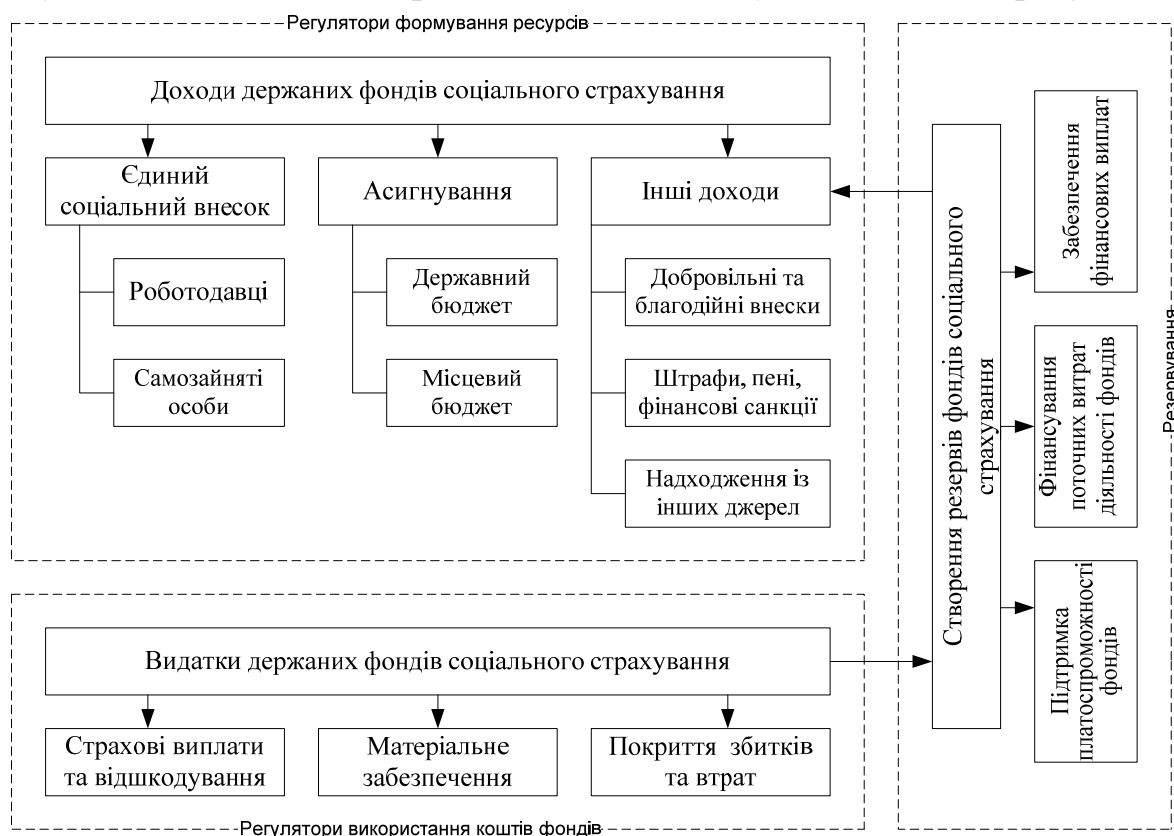 Регулятори формування ресурсів
Доходи держаних фондів соціального страхування
Єдиний
соціальний внесок
Асигнування
Інші доходи
Роботодавці
Державний
бюджет
Добровільні та
благодійні внески
Самозайняті
особи
Місцевий
бюджет
Штрафи, пені,
фінансові санкції
Надходження із
інших джерел
Видатки держаних фондів соціального страхування
Страхові виплати
та відшкодування
Матеріальне
забезпечення
Покриття збитків
та втрат
Регулятори використання коштів фондів
Створення резервів фондів соціального
страхування
Забезпечення
фінансових виплат
Фінансування
поточних витрат
діяльності фондів
Підтримка
платоспроможності
фондів
Резервування